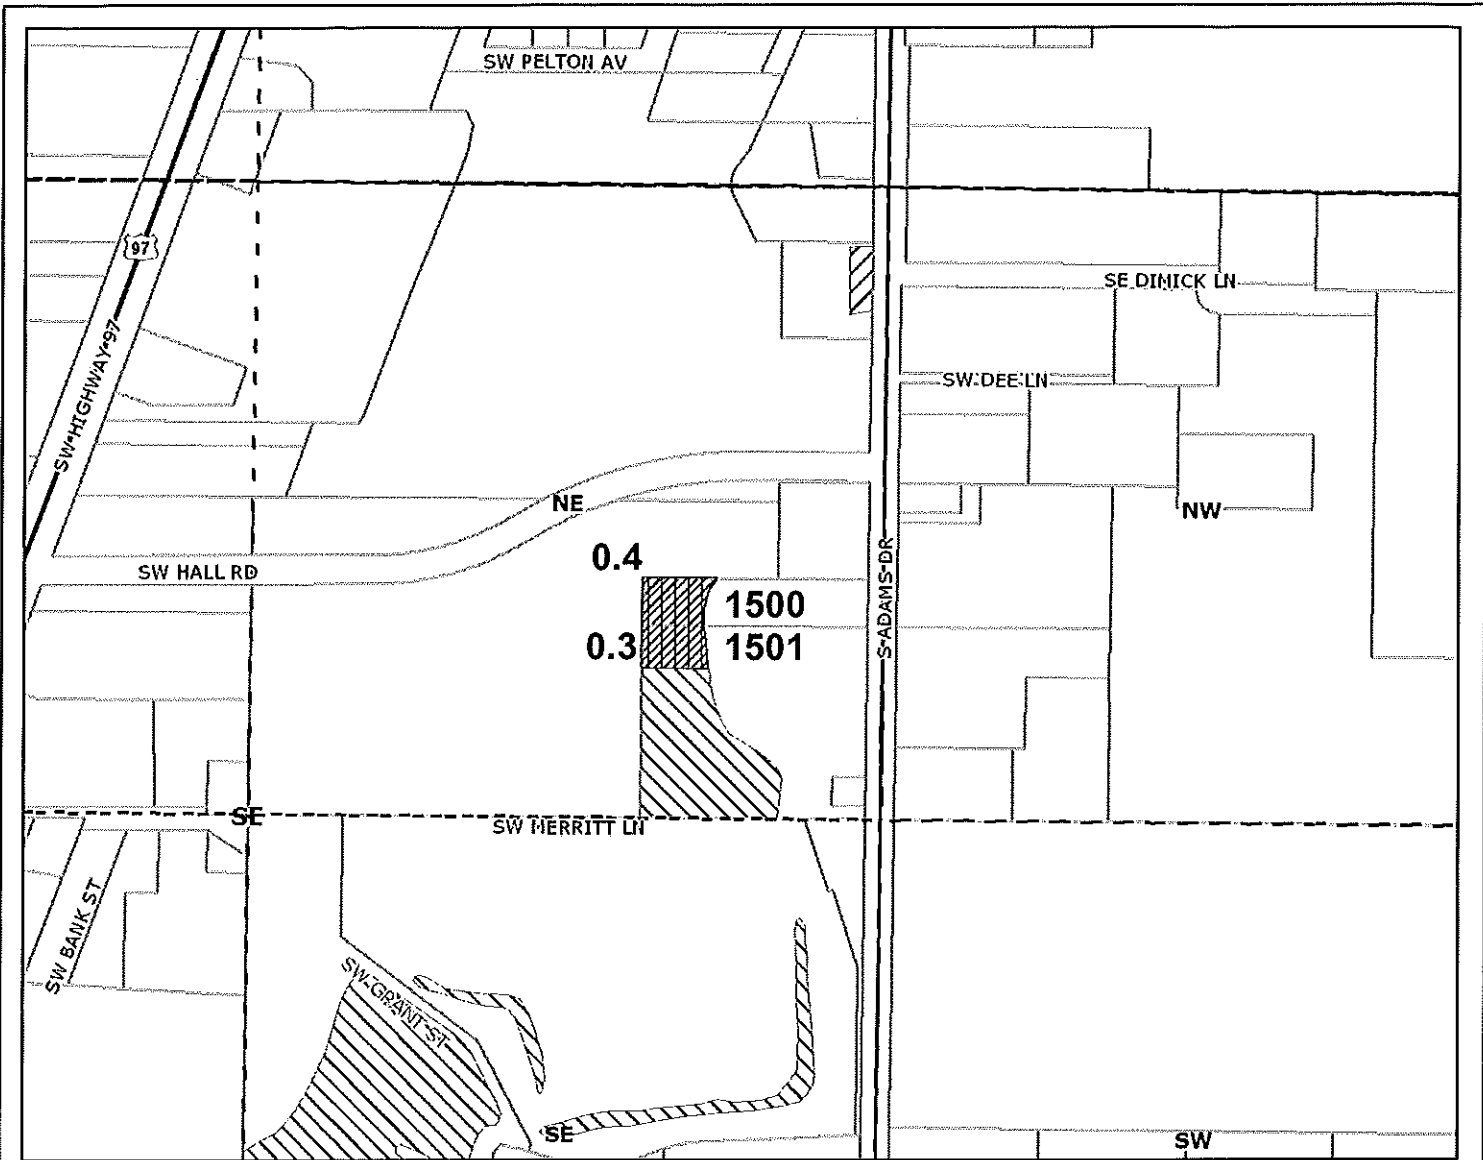 SW PELTON AV
97
SE DIMICK LN
SW HIGHWAY 97
SW DEE LN
NE
NW
0.4
SW HALL RD
S ADAMS DR
1500
0.3
1501
SE
SW MERRITT LN
SW BANK ST
SW GRANT ST
SE
SW